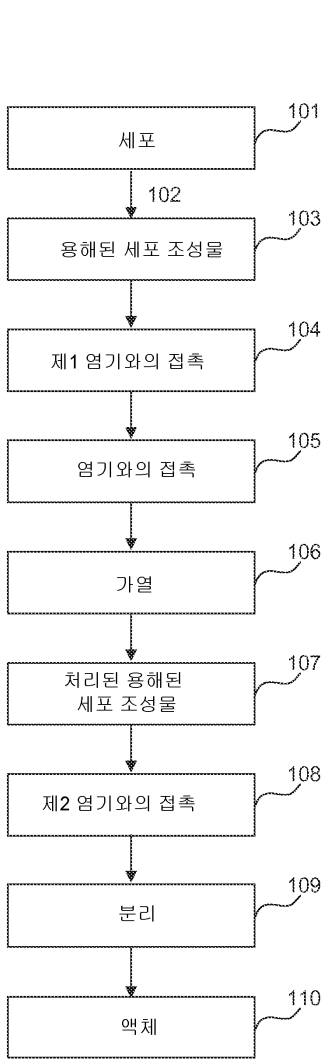 101
세포
102
103
용해된 세포 조성물
104
제1 염기와의 접촉
105
염기와의 접촉
106
가열
107
처리된 용해된
세포 조성물
108
제2 염기와의 접촉
109
분리
110
액체